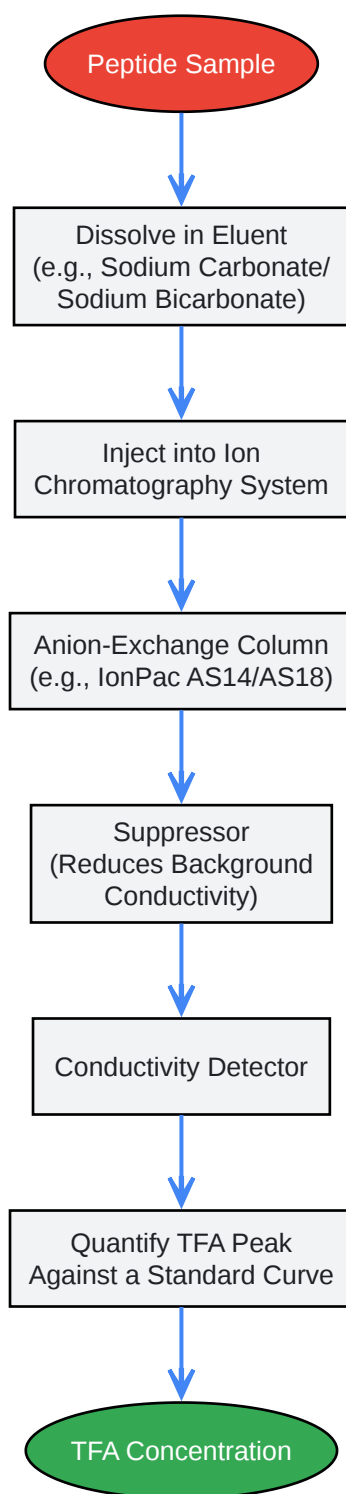 Peptide Sample
Dissolve in Eluent
(e.g., Sodium Carbonate/
Sodium Bicarbonate)
Inject into Ion
Chromatography System
Anion-Exchange Column
(e.g., IonPac AS14/AS18)
Suppressor
(Reduces Background
Conductivity)
Conductivity Detector
Quantify TFA Peak
Against a Standard Curve
TFA Concentration